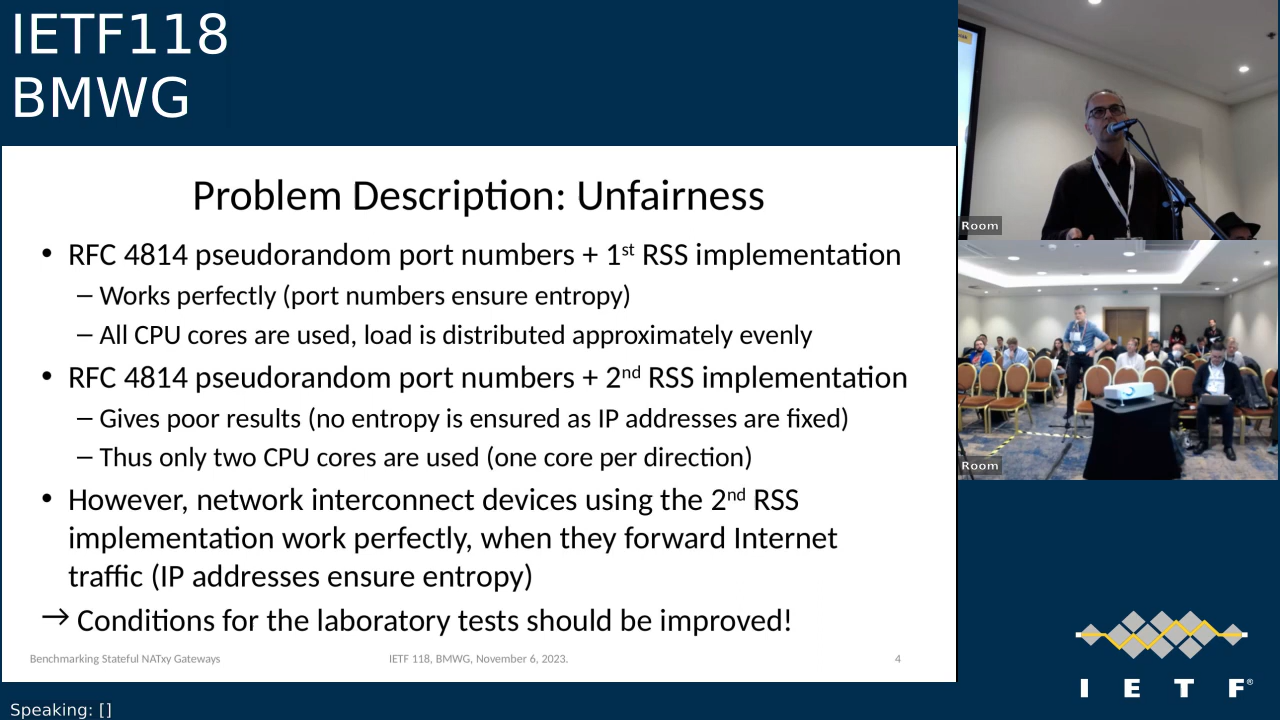 IETF118
BMWG
Problem Description: Unfairness
• RFC 4814 pseudorandom port numbers + 1st RSS implementation
– Works perfectly (port numbers ensure entropy)
– All CPU cores are used, load is distributed approximately evenly
• RFC 4814 pseudorandom port numbers + 2nd RSS implementation
– Gives poor results (no entropy is ensured as IP addresses are fixed)
– Thus only two CPU cores are used (one core per direction)
• However, network interconnect devices using the 2nd RSS
implementation work perfectly, when they forward Internet
traffic (IP addresses ensure entropy)
→ Conditions for the laboratory tests should be improved!
Benchmarking Stateful NATxy Gateways
IETF 118, BMWG, November 6, 2023.
4
Room
Room
I E T F®
Speaking: []